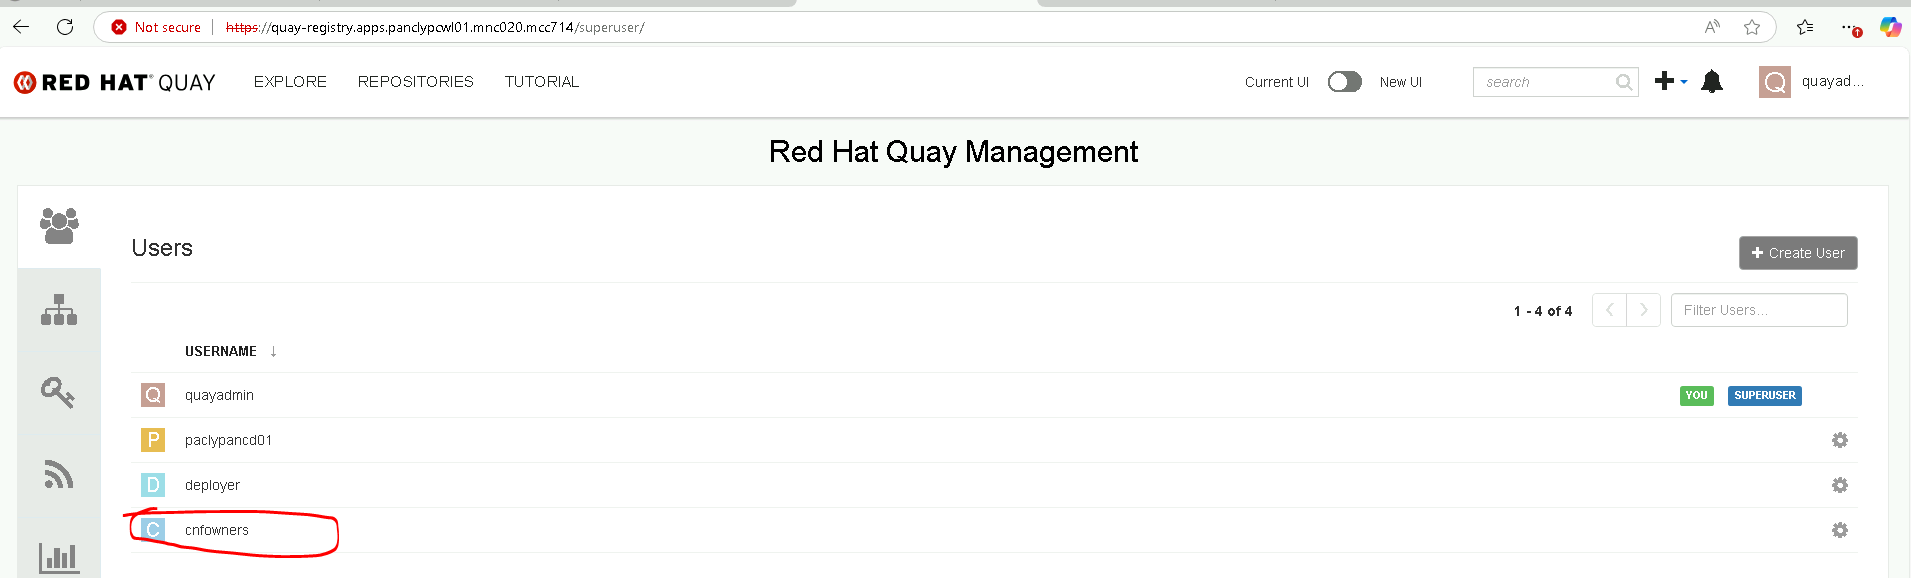 Not secure https://quay-registry.apps.panclypcwl01.mnc020.mcc714/superuser/
RED HAT® QUAY EXPLORE REPOSITORIES TUTORIAL Current UI New UI search quayad...
Red Hat Quay Management
Users
+ Create User
1 - 4 of 4 Filter Users...
USERNAME ↓
Q quayadmin YOU SUPERUSER
P paclypancd01
D deployer
C cnfowners